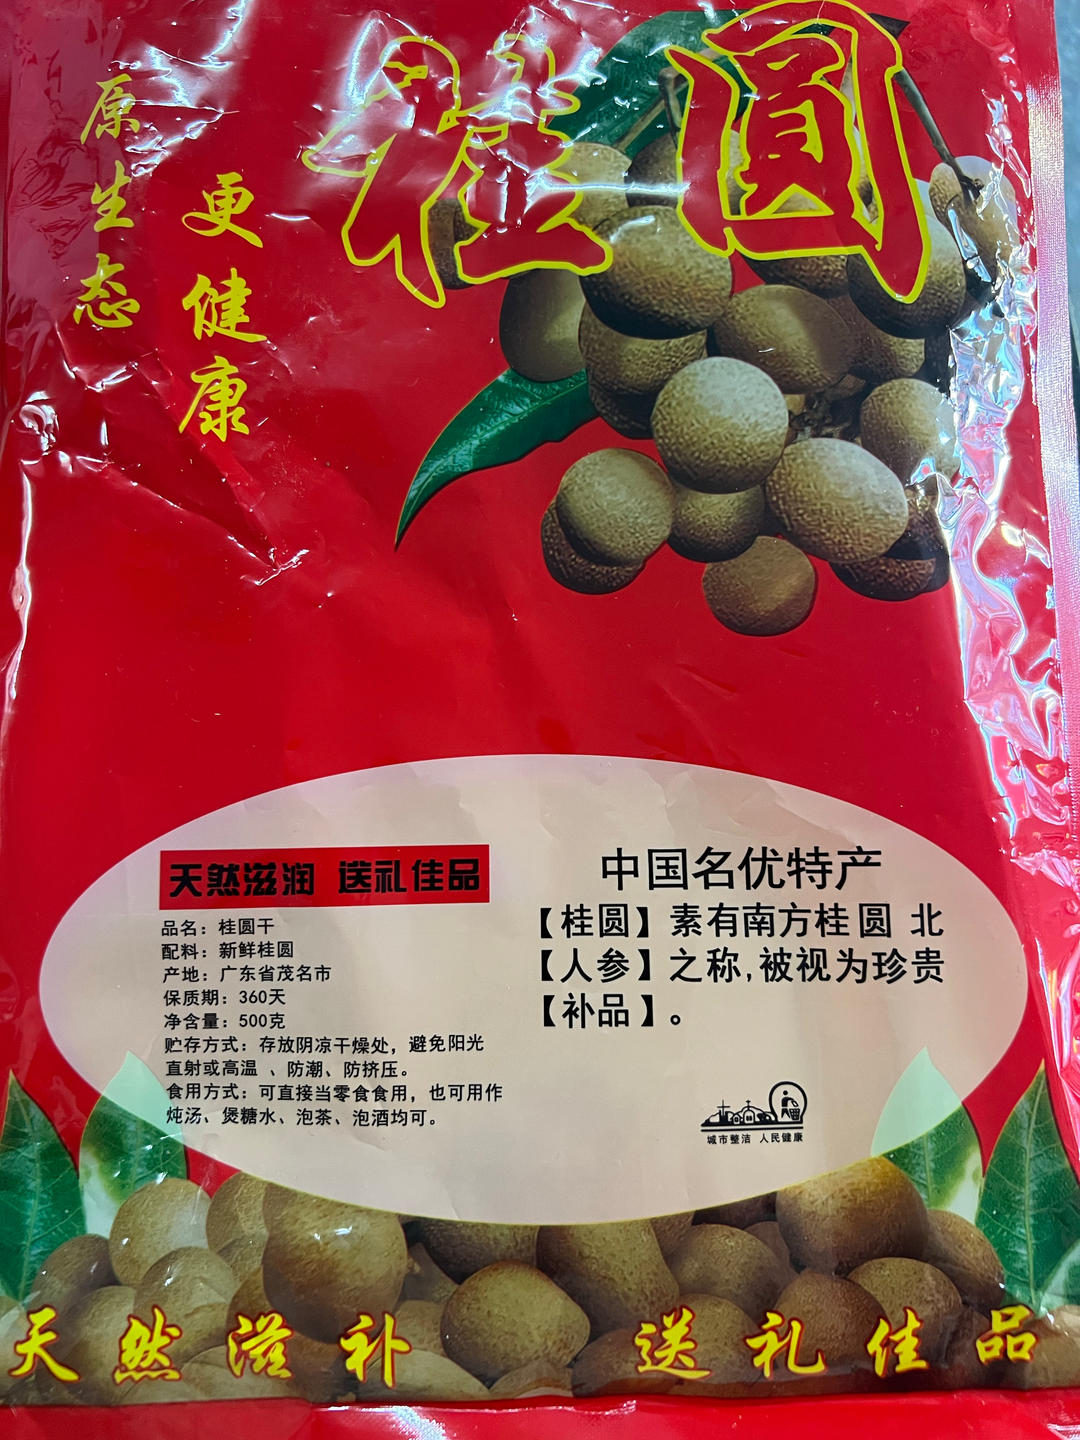 桂圓
原生态
更健康
天然滋润 送礼佳品
品名：桂圆干
配料：新鲜桂圆
产地：广东省茂名市
保质期：360天
净含量：500克
贮存方式：存放阴凉干燥处，避免阳光
直射或高温 、防潮、防挤压。
食用方式：可直接当零食食用，也可用作
炖汤、煲糖水、泡茶、泡酒均可。
中国名优特产
【桂圆】素有南方桂圆 北
【人参】之称,被视为珍贵
【补品】。
城市整洁 人民健康
天然滋补 送礼佳品